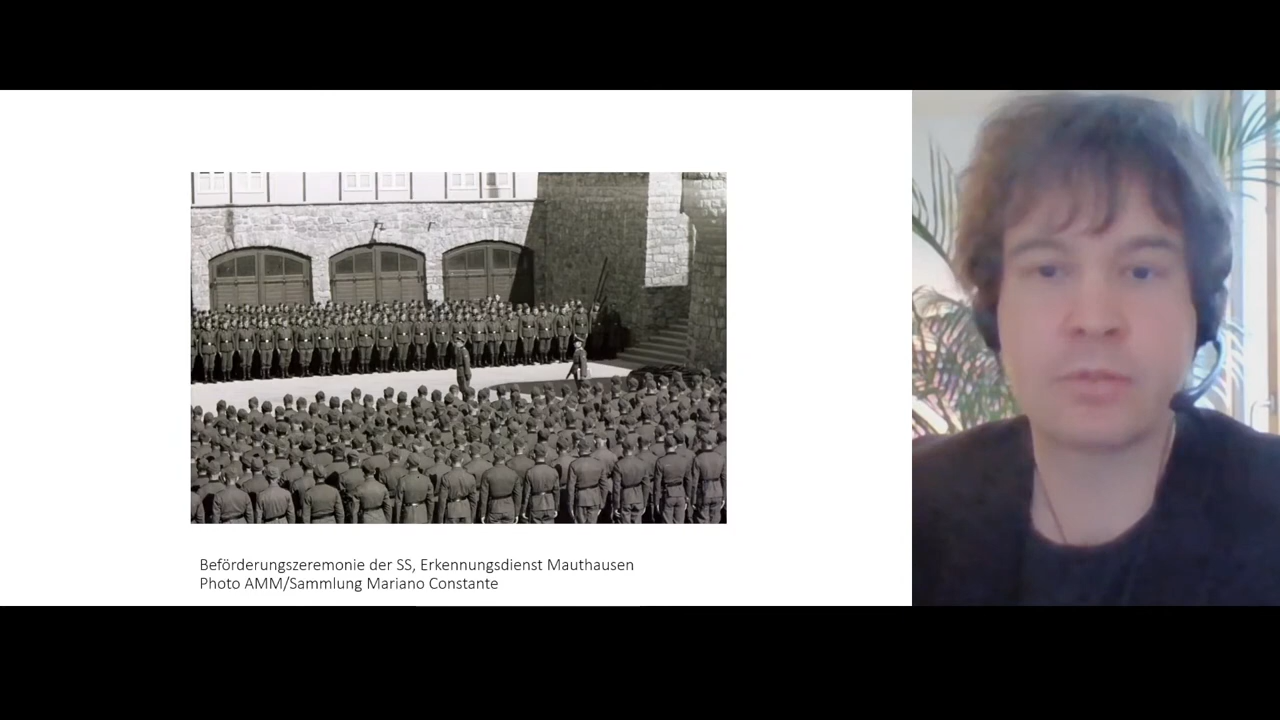 Beförderungszeremonie der SS, Erkennungsdienst Mauthausen
Photo AMM/Sammlung Mariano Constante